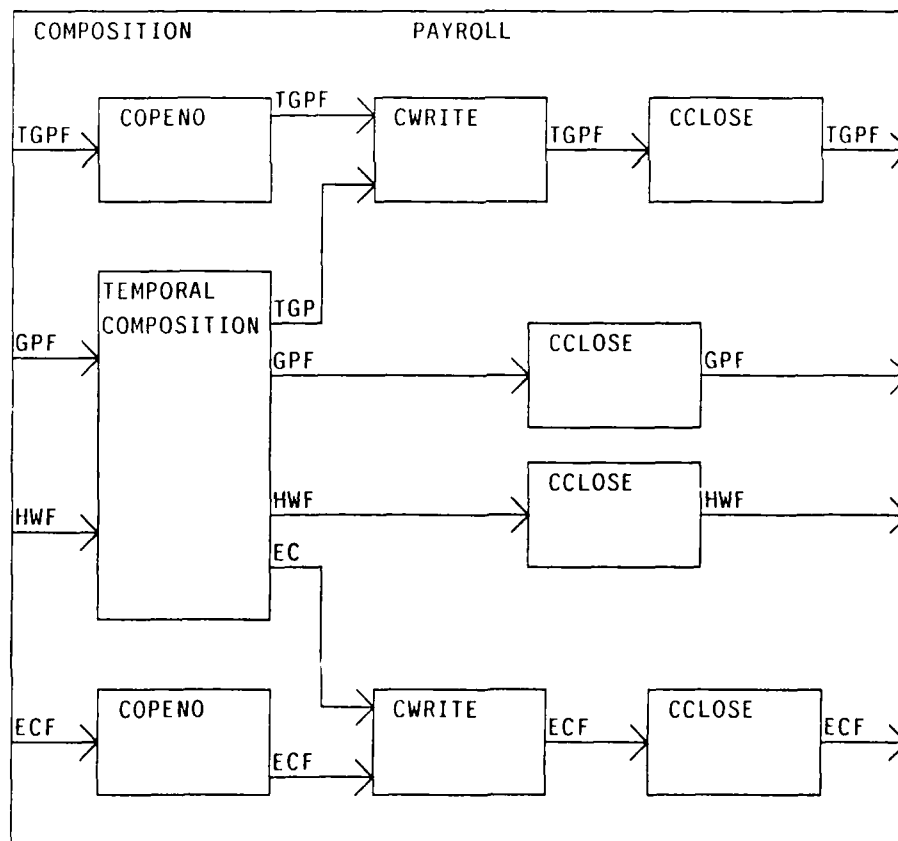 COMPOSITION PAYROLL
TGPF COPENO TGPF CWRITE TGPF CCLOSE TGPF
TEMPORAL
COMPOSITION
TGP
GPF GPF CCLOSE GPF
HWF HWF CCLOSE HWF
EC
ECF COPENO ECF CWRITE ECF CCLOSE ECF